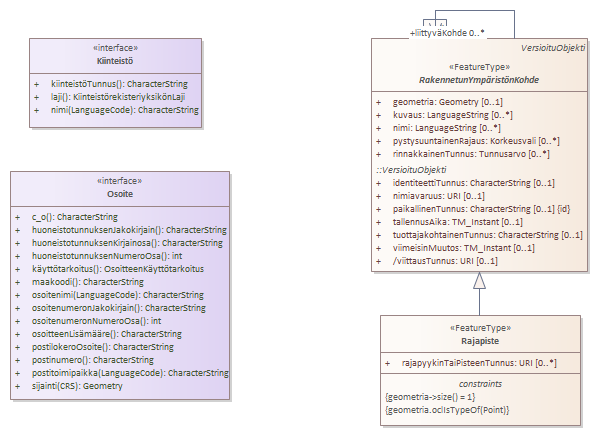 «interface»
Kiinteistö
+ kiinteistöTunnus(): CharacterString
+ laji(): KiinteistörekisteriyksikönLaji
+ nimi(LanguageCode): CharacterString
«interface»
Osoite
+ c_o(): CharacterString
+ huoneistotunnuksenJakokirjain(): CharacterString
+ huoneistotunnuksenKirjainosa(): CharacterString
+ huoneistotunnuksenNumeroOsa(): int
+ käyttötarkoitus(): OsoitteenKäyttötarkoitus
+ maakoodi(): CharacterString
+ osoitenimi(LanguageCode): CharacterString
+ osoitenumeronJakokirjain(): CharacterString
+ osoitenumeronNumeroOsa(): int
+ osoitteenLisämääre(): CharacterString
+ postilokeroOsoite(): CharacterString
+ postinumero(): CharacterString
+ postitoimipaikka(LanguageCode): CharacterString
+ sijainti(CRS): Geometry
+liittyväKohde 0..*
VersioituObjekti
«FeatureType»
RakennetunYmpäristönKohde
+ geometria: Geometry [0..1]
+ kuvaus: LanguageString [0..*]
+ nimi: LanguageString [0..*]
+ pystysuuntainenRajaus: Korkeusvali [0..*]
+ rinnakkainenTunnus: Tunnusarvo [0..*]
::VersioituObjekti
+ identiteettiTunnus: CharacterString [0..1]
+ nimiavaruus: URI [0..1]
+ paikallinenTunnus: CharacterString [0..1] {id}
+ tallennusAika: TM_Instant [0..1]
+ tuottajakohtainenTunnus: CharacterString [0..1]
+ viimeisinMuutos: TM_Instant [0..1]
+ /viittausTunnus: URI [0..1]
«FeatureType»
Rajapiste
+ rajapyykinTaiPisteenTunnus: URI [0..*]
constraints
{geometria->size() = 1}
{geometria.oclIsTypeOf(Point)}